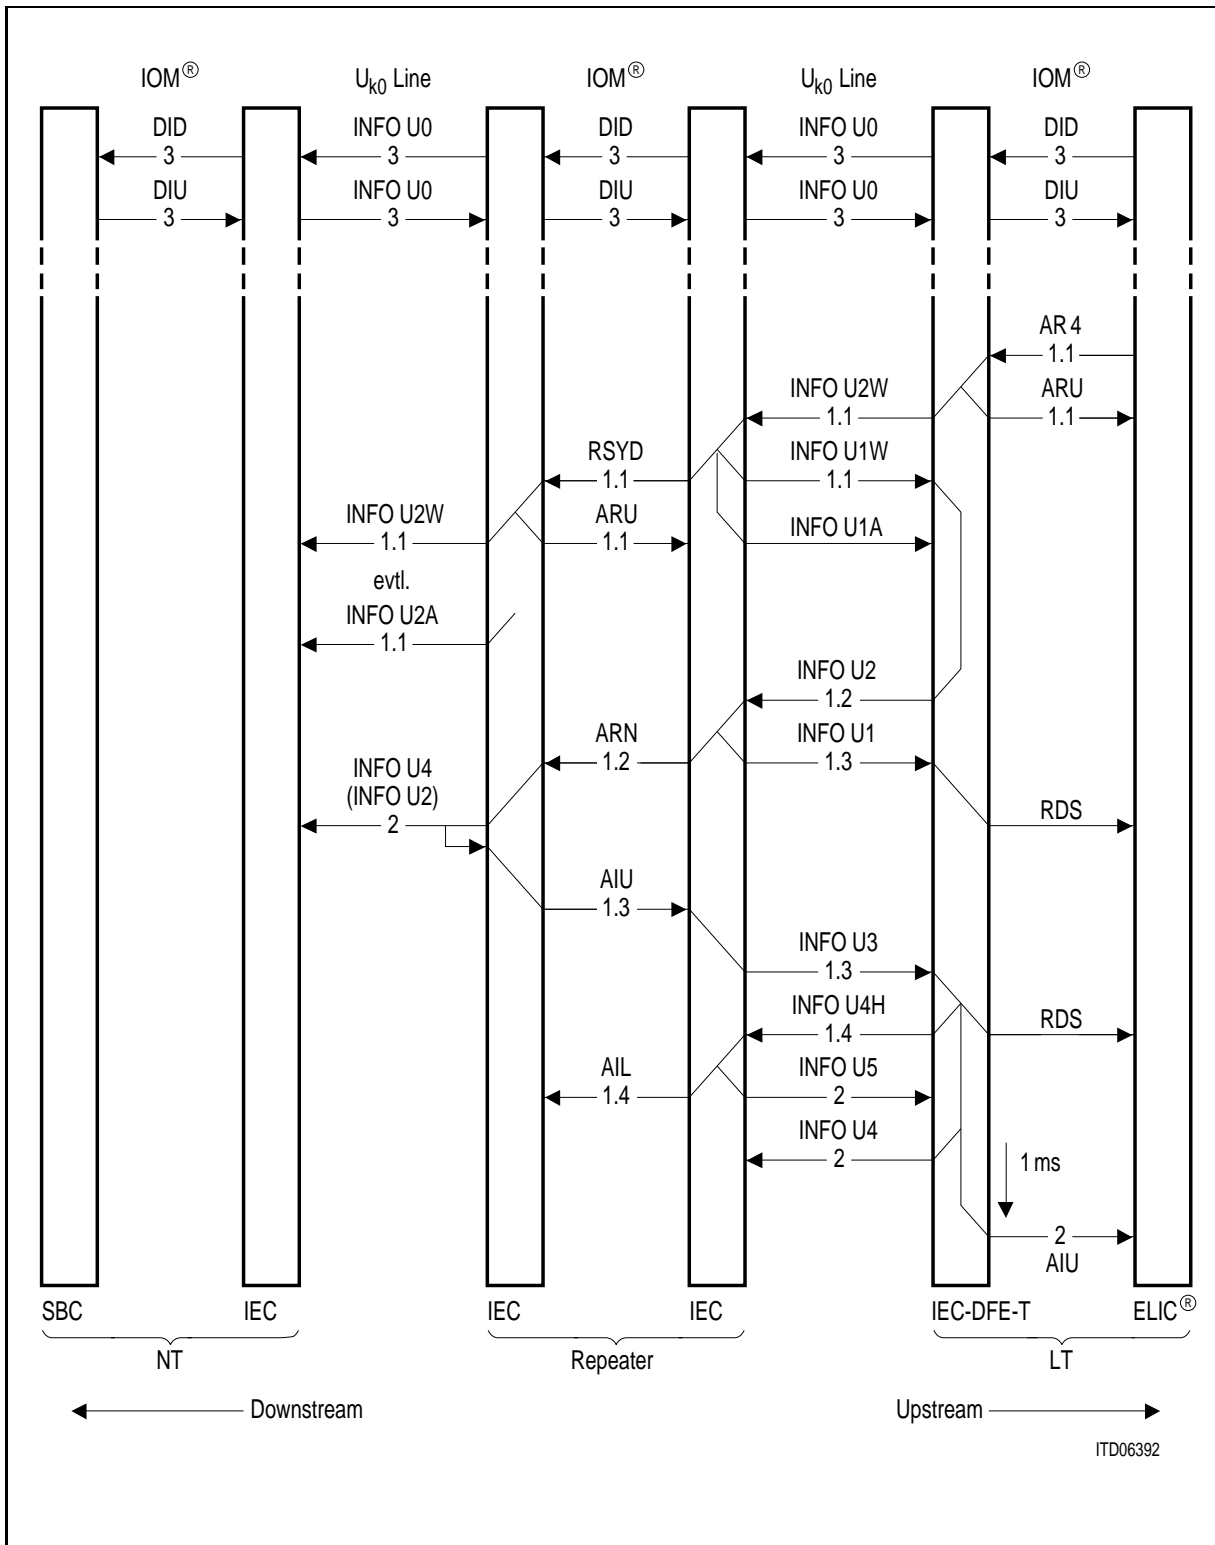 IOM® U_k0 Line IOM® U_k0 Line IOM®
DID INFO U0 DID INFO U0 DID
3 3 3 3 3
DIU INFO U0 DIU INFO U0 DIU
3 3 3 3 3
AR 4
1.1
INFO U2W ARU
1.1 1.1
RSYD INFO U1W
1.1 1.1
INFO U2W ARU INFO U1A
1.1 1.1
evtl.
INFO U2A
1.1
INFO U2
1.2
ARN INFO U1
1.2 1.3
INFO U4
(INFO U2) RDS
2
AIU
1.3
INFO U3
1.3
INFO U4H RDS
1.4
AIL INFO U5
1.4 2
INFO U4
2 1 ms
2
AIU
SBC IEC IEC IEC IEC-DFE-T ELIC®
NT Repeater LT
Downstream Upstream
ITD06392